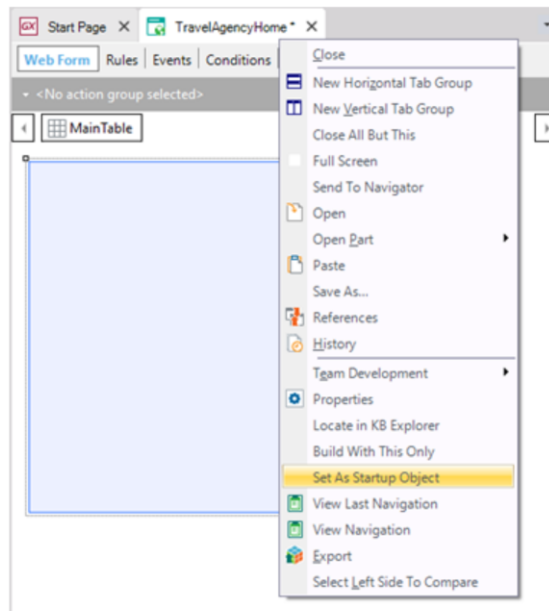 GX Start Page X TravelAgencyHome* X
Web Form Rules Events Conditions
<No action group selected>
MainTable
Close
New Horizontal Tab Group
New Vertical Tab Group
Close All But This
Full Screen
Send To Navigator
Open
Open Part
Paste
Save As...
References
History
Team Development
Properties
Locate in KB Explorer
Build With This Only
Set As Startup Object
View Last Navigation
View Navigation
Export
Select Left Side To Compare